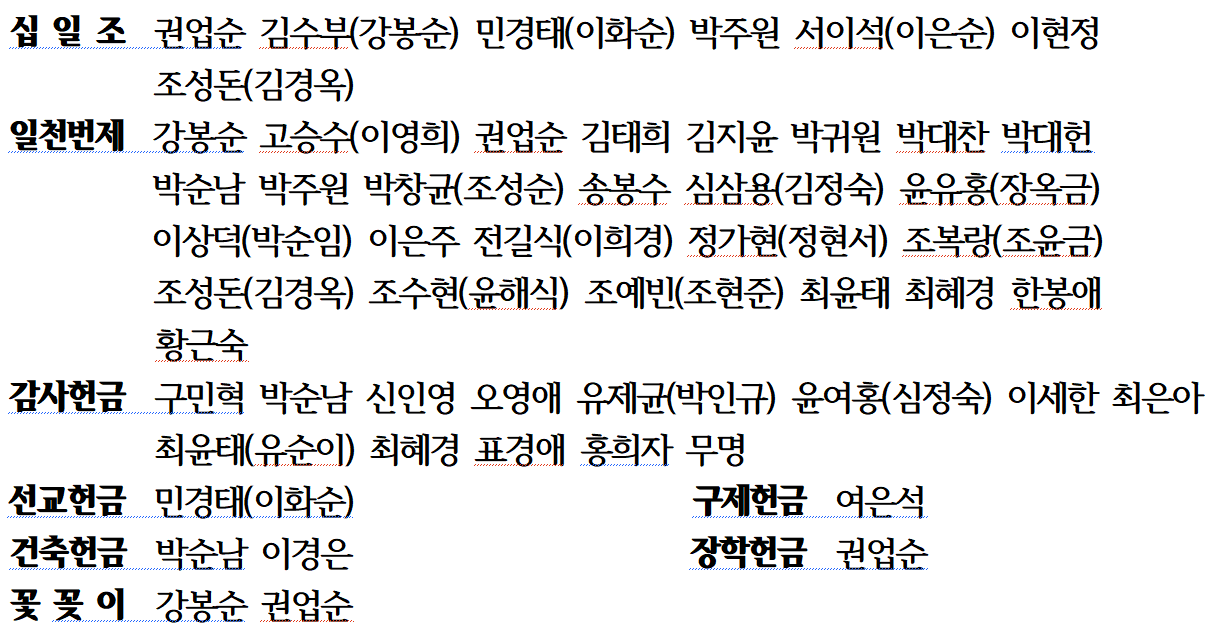 십 일 조 권업순 김수부(강봉순) 민경태(이화순) 박주원 서이석(이은순) 이현정
조성돈(김경옥)
일천번제 강봉순 고승수(이영희) 권업순 김태희 김지윤 박귀원 박대찬 박대헌
박순남 박주원 박창균(조성순) 송봉수 심삼용(김정숙) 윤유홍(장옥금)
이상덕(박순임) 이은주 전길식(이희경) 정가현(정현서) 조복랑(조윤금)
조성돈(김경옥) 조수현(윤해식) 조예빈(조현준) 최윤태 최혜경 한봉애
황근숙
감사헌금 구민혁 박순남 신인영 오영애 유제균(박인규) 윤여홍(심정숙) 이세한 최은아
최윤태(유순이) 최혜경 표경애 홍희자 무명
선교헌금 민경태(이화순) 구제헌금 여은석
건축헌금 박순남 이경은 장학헌금 권업순
꽃 꽂 이 강봉순 권업순